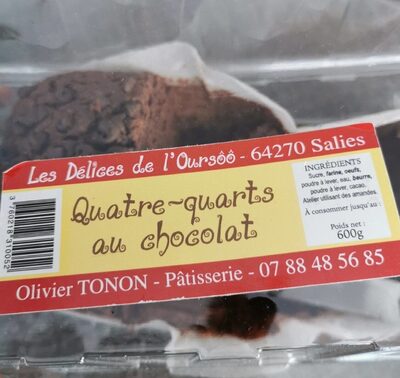 Les Délices de l'Oursôô - 64270 Salies
Quatre~quarts
au chocolat
INGRÉDIENTS
Sucre, farine, oeufs,
poudre à lever, eau, beurre,
poudre à lever, cacao.
Atelier utilisant des amandes.
À consommer jusqu'au :
Poids net :
600g
3760218310052
Olivier TONON - Pâtisserie - 07 88 48 56 85